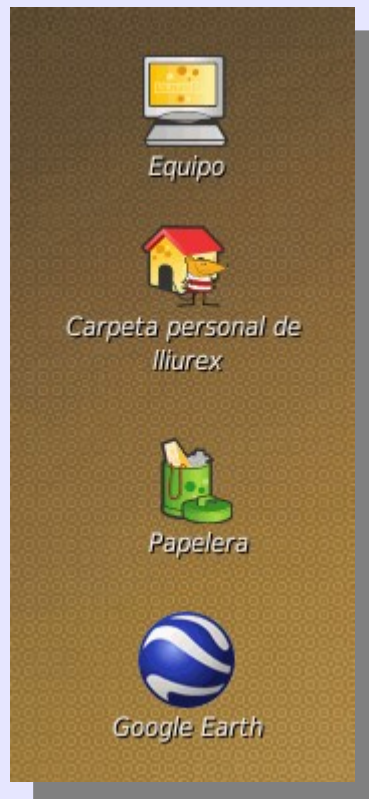 Equipo
Carpeta personal de
lliurex
Papelera
Google Earth